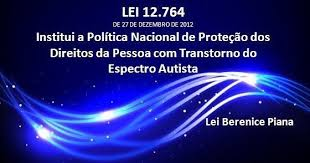 LEI 12.764
DE 27 DE DEZEMBRO DE 2012
Institui a Política Nacional de Proteção dos
Direitos da Pessoa com Transtorno do
Espectro Autista
Lei Berenice Piana